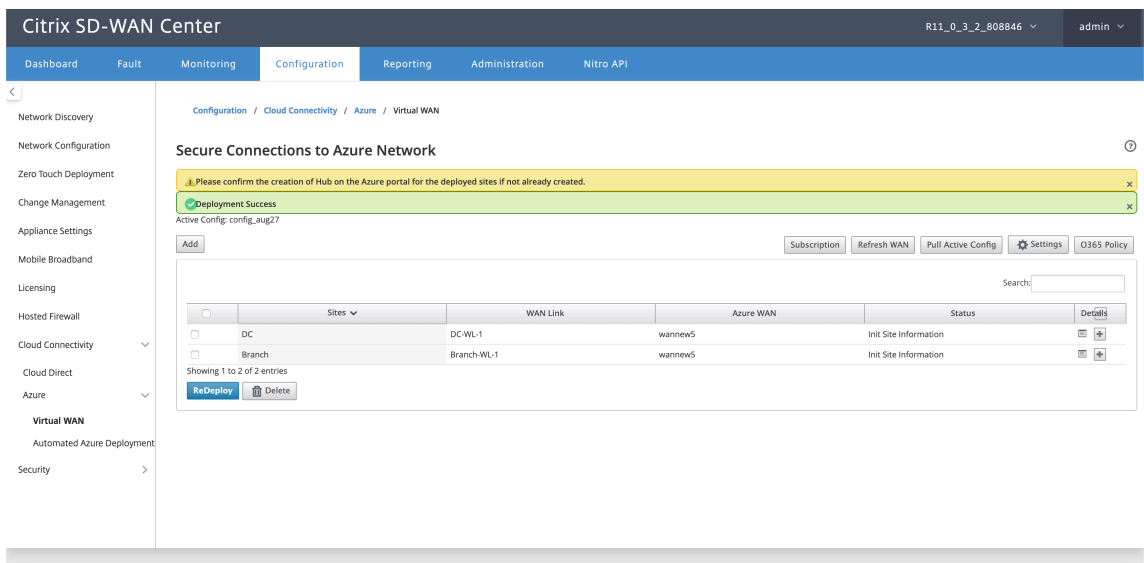 Citrix SD-WAN Center
R11_0_3_2_808846
admin
Dashboard Fault Monitoring Configuration Reporting Administration Nitro API
Network Discovery
Network Configuration
Zero Touch Deployment
Change Management
Appliance Settings
Mobile Broadband
Licensing
Hosted Firewall
Cloud Connectivity
Cloud Direct
Azure
Virtual WAN
Automated Azure Deployment
Security
Configuration / Cloud Connectivity / Azure / Virtual WAN
Secure Connections to Azure Network
Please confirm the creation of Hub on the Azure portal for the deployed sites if not already created.
Deployment Success
Active Config: config_aug27
Add Subscription Refresh WAN Pull Active Config Settings O365 Policy
Search:
Sites WAN Link Azure WAN Status Details
DC DC-WL-1 wannew5 Init Site Information
Branch Branch-WL-1 wannew5 Init Site Information
Showing 1 to 2 of 2 entries
ReDeploy Delete